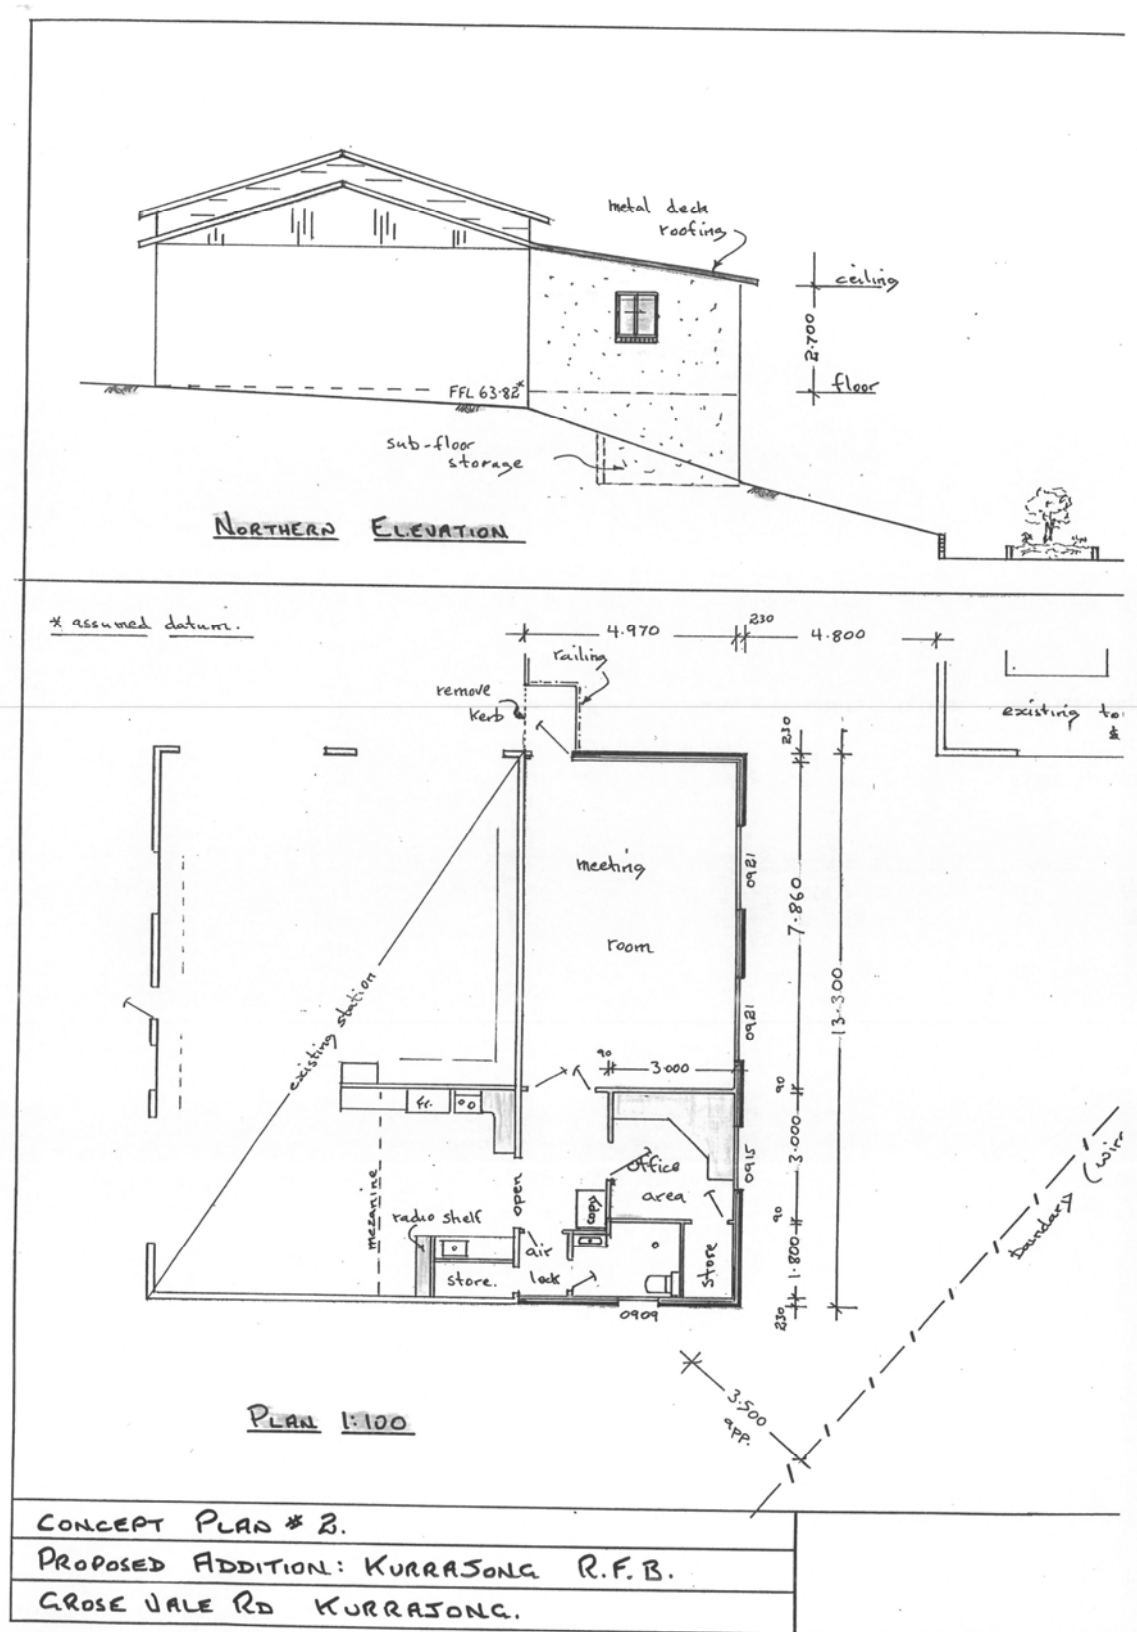 metal deck
roofing
ceiling
2.700
floor
FFL 63.82*
sub-floor
storage
NORTHERN ELEVATION
* assumed datum.
4.970
230
4.800
railing
remove
kerb
existing to
230
meeting
room
0921
7.860
13.300
0921
existing station
90
3.000
90
fr.
office
area
0915
3.000
mezzanine
open
copy
90
radio shelf
air
lock
store.
store
1.800
230
0909
boundary (wir
3.500
app.
PLAN 1:100
CONCEPT PLAN # 2.
PROPOSED ADDITION: KURRAJONG R.F.B.
GROSE VALE RD KURRAJONG.